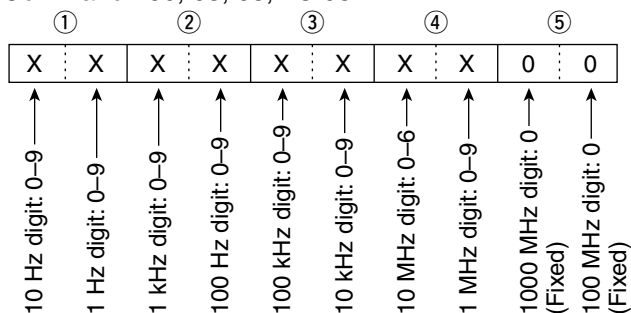 ① ② ③ ④ ⑤
X X X X X X X X 0 0
10 Hz digit: 0–9
1 Hz digit: 0–9
1 kHz digit: 0–9
100 Hz digit: 0–9
100 kHz digit: 0–9
10 kHz digit: 0–9
10 MHz digit: 0–6
1 MHz digit: 0–9
1000 MHz digit: 0
(Fixed)
100 MHz digit: 0
(Fixed)